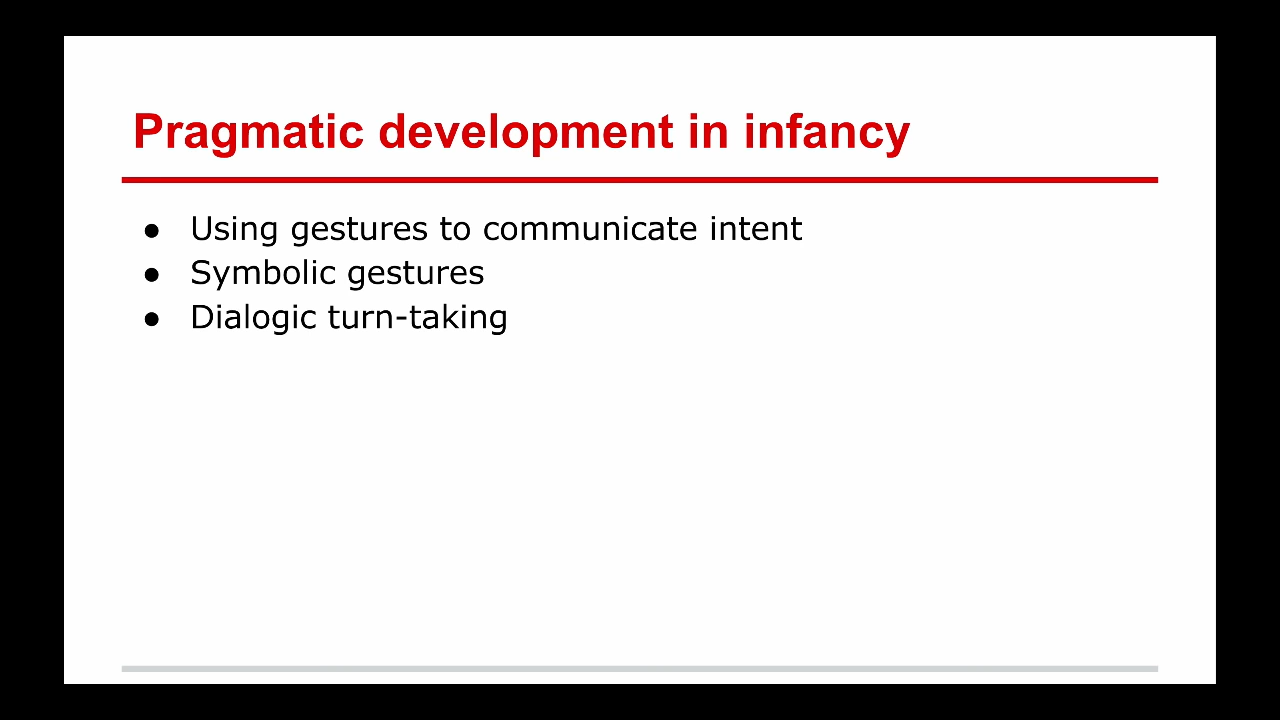 Pragmatic development in infancy
● Using gestures to communicate intent
● Symbolic gestures
● Dialogic turn-taking